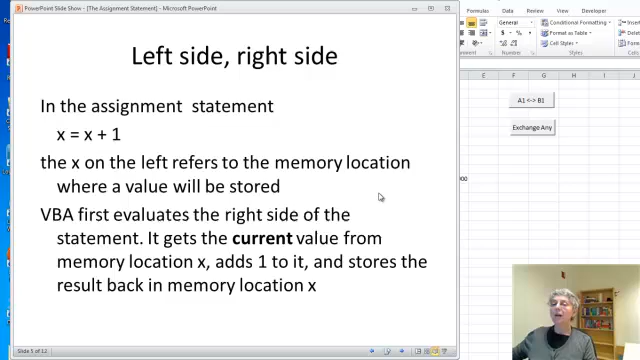 PowerPoint Slide Show - [The Assignment Statement] - Microsoft PowerPoint
Left side, right side
In the assignment statement
x = x + 1
the x on the left refers to the memory location
where a value will be stored
VBA first evaluates the right side of the
statement. It gets the current value from
memory location x, adds 1 to it, and stores the
result back in memory location x
Slide 5 of 12
View
Developer
General
Conditional Formatting
Format as Table
Cell Styles
$ % ,
Number
Styles
E F G H I J
A1 <-> B1
Exchange Any
000